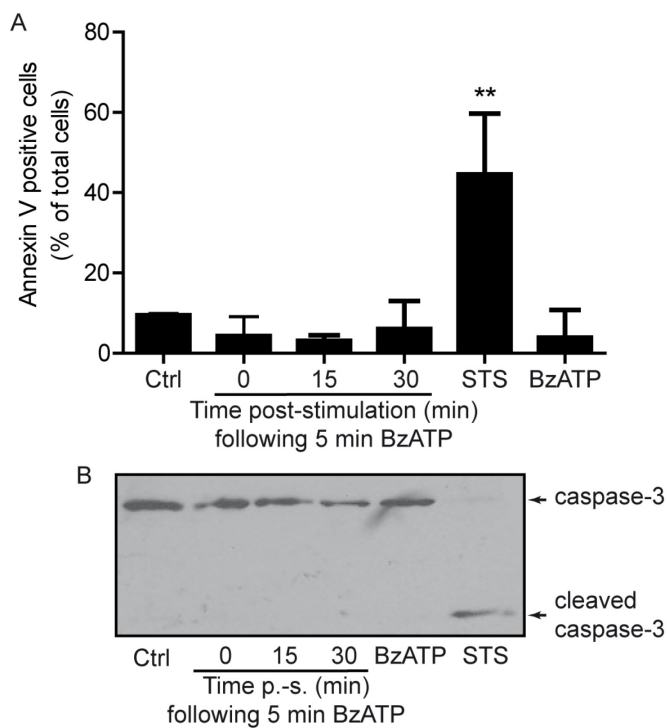 A
Annexin V positive cells
(% of total cells)
80
60
40
20
0
**
Ctrl 0 15 30 STS BzATP
Time post-stimulation (min)
following 5 min BzATP
B
caspase-3
cleaved
caspase-3
Ctrl 0 15 30 BzATP STS
Time p.-s. (min)
following 5 min BzATP